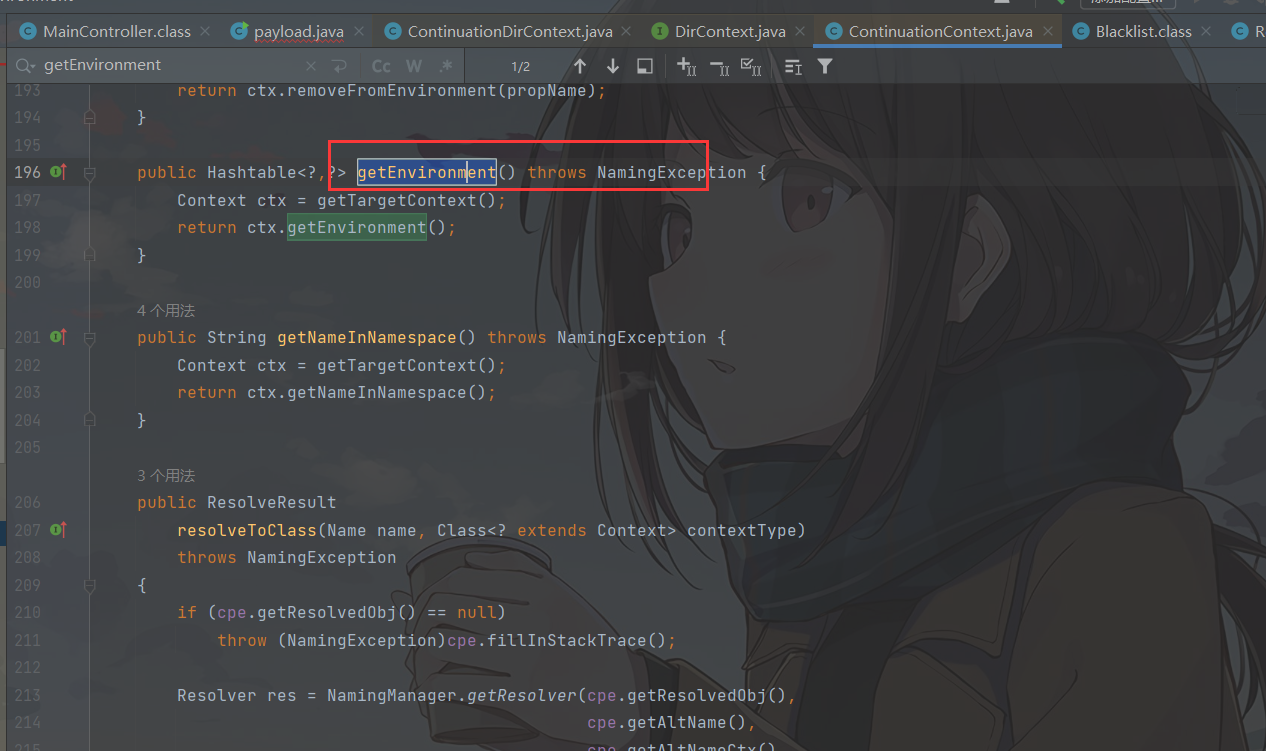 MainController.class payload.java ContinuationDirContext.java DirContext.java ContinuationContext.java Blacklist.class
getEnvironment Cc W .* 1/2
193 return ctx.removeFromEnvironment(propName);
194 }
195
196 public Hashtable<?,?> getEnvironment() throws NamingException {
197 Context ctx = getTargetContext();
198 return ctx.getEnvironment();
199 }
200
4 个用法
201 public String getNameInNamespace() throws NamingException {
202 Context ctx = getTargetContext();
203 return ctx.getNameInNamespace();
204 }
205
3 个用法
206 public ResolveResult
207 resolveToClass(Name name, Class<? extends Context> contextType)
208 throws NamingException
209 {
210 if (cpe.getResolvedObj() == null)
211 throw (NamingException)cpe.fillInStackTrace();
212
213 Resolver res = NamingManager.getResolver(cpe.getResolvedObj(),
214 cpe.getAltName(),
215 cpe.getAltNameCtx()